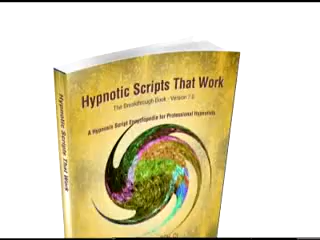 Hypnotic Scripts That Work
Hypnotic Scripts That Work
The Breakthrough Book - Version 7.0
A Hypnotic Script Encyclopedia for Professional Hypnotists